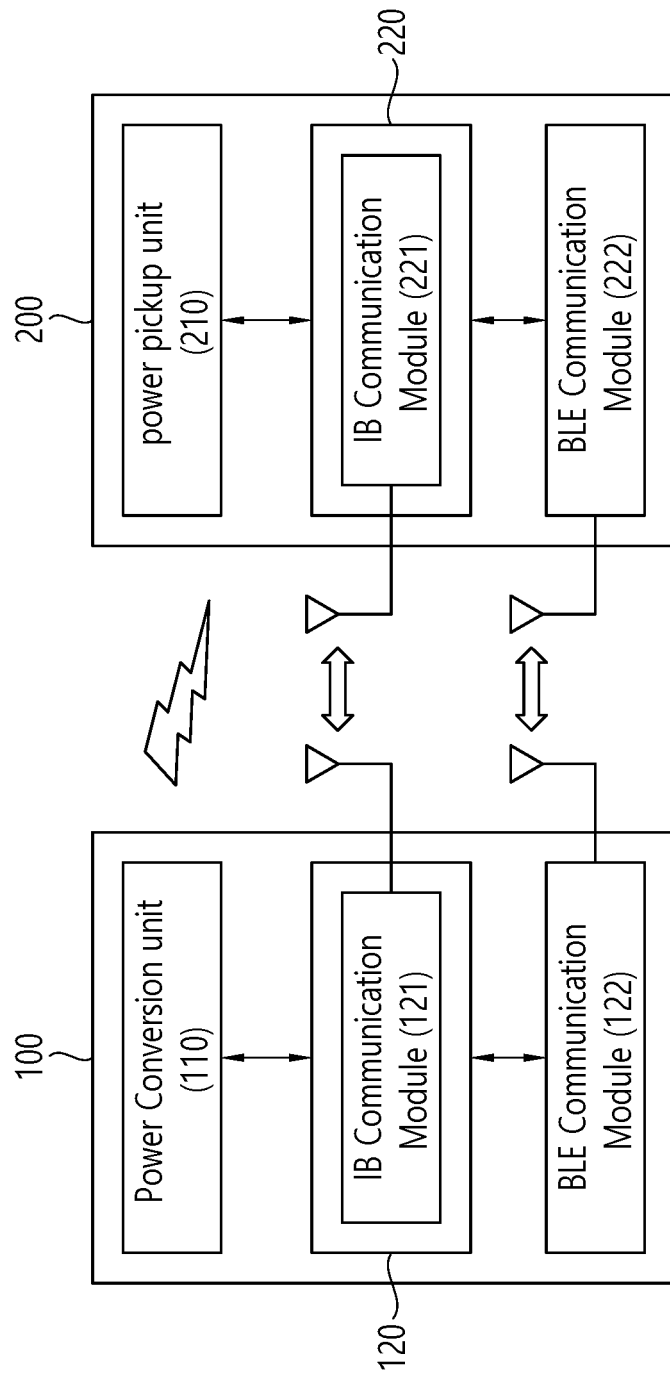 100
Power Conversion unit
(110)
IB Communication
Module (121)
120
BLE Communication
Module (122)
200
power pickup unit
(210)
IB Communication
Module (221)
220
BLE Communication
Module (222)